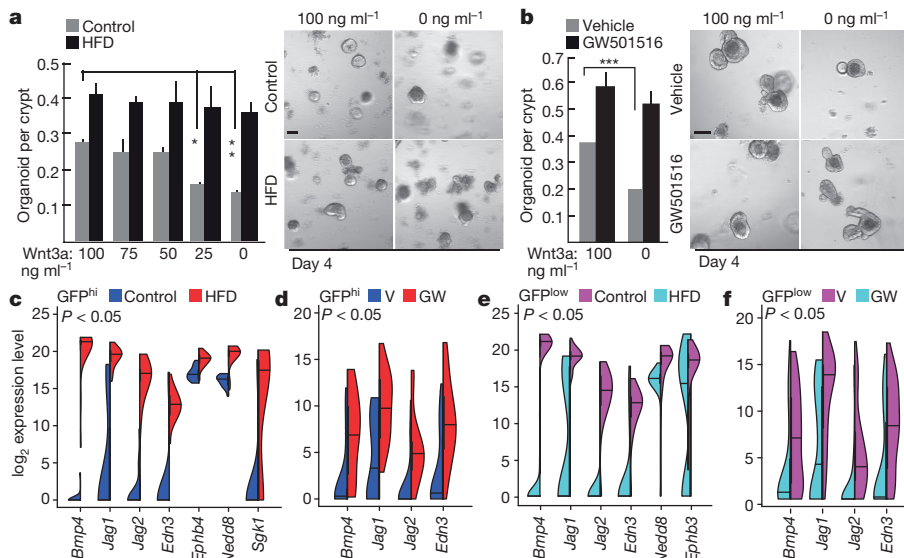 a
Control
HFD
Organoid per crypt
0.5
0.4
0.3
0.2
0.1
*
*
*
Wnt3a: 100 75 50 25 0
ng ml⁻¹
100 ng ml⁻¹ 0 ng ml⁻¹
Control
HFD
Day 4
b
Vehicle
GW501516
Organoid per crypt
0.7
0.6
0.5
0.4
0.3
0.2
0.1
***
Wnt3a: 100 0
ng ml⁻¹
100 ng ml⁻¹ 0 ng ml⁻¹
Vehicle
GW501516
Day 4
c
GFPhi Control HFD
P < 0.05
log₂ expression level
25
20
15
10
5
0
Bmp4 Jag1 Jag2 Edn3 Ephb4 Nedd8 Sgk1
d
GFPhi V GW
P < 0.05
20
15
10
5
0
Bmp4 Jag1 Jag2 Edn3
e
GFPlow Control HFD
P < 0.05
25
20
15
10
5
0
Bmp4 Jag1 Jag2 Edn3 Nedd8 Ephb3
f
GFPlow V GW
P < 0.05
20
15
10
5
0
Bmp4 Jag1 Jag2 Edn3